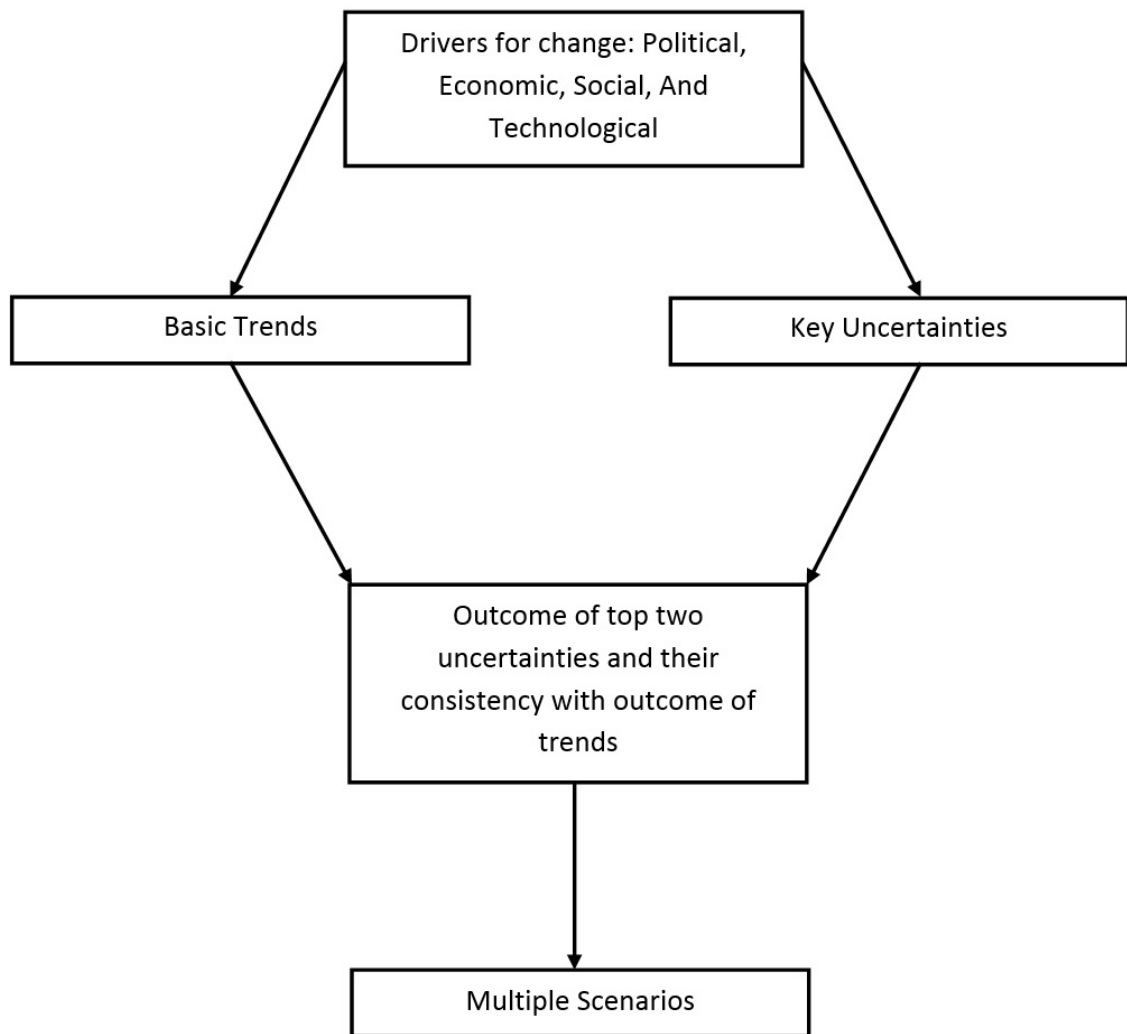 Drivers for change: Political,
Economic, Social, And
Technological
Basic Trends
Key Uncertainties
Outcome of top two
uncertainties and their
consistency with outcome of
trends
Multiple Scenarios